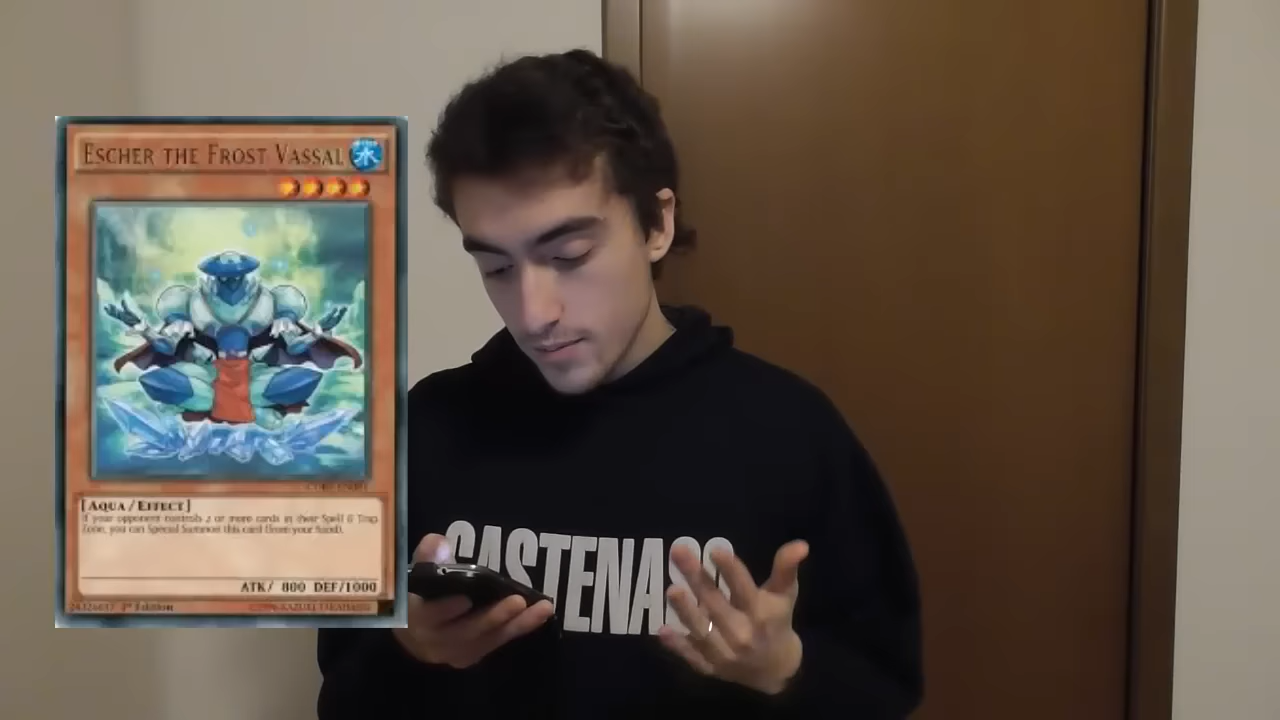 ESCHER THE FROST VASSAL 水
[AQUA/EFFECT]
If your opponent controls 2 or more cards in their Spell & Trap
Zone, you can Special Summon this card (from your hand).
ATK/ 800 DEF/1000
1st Edition
CASTENASO